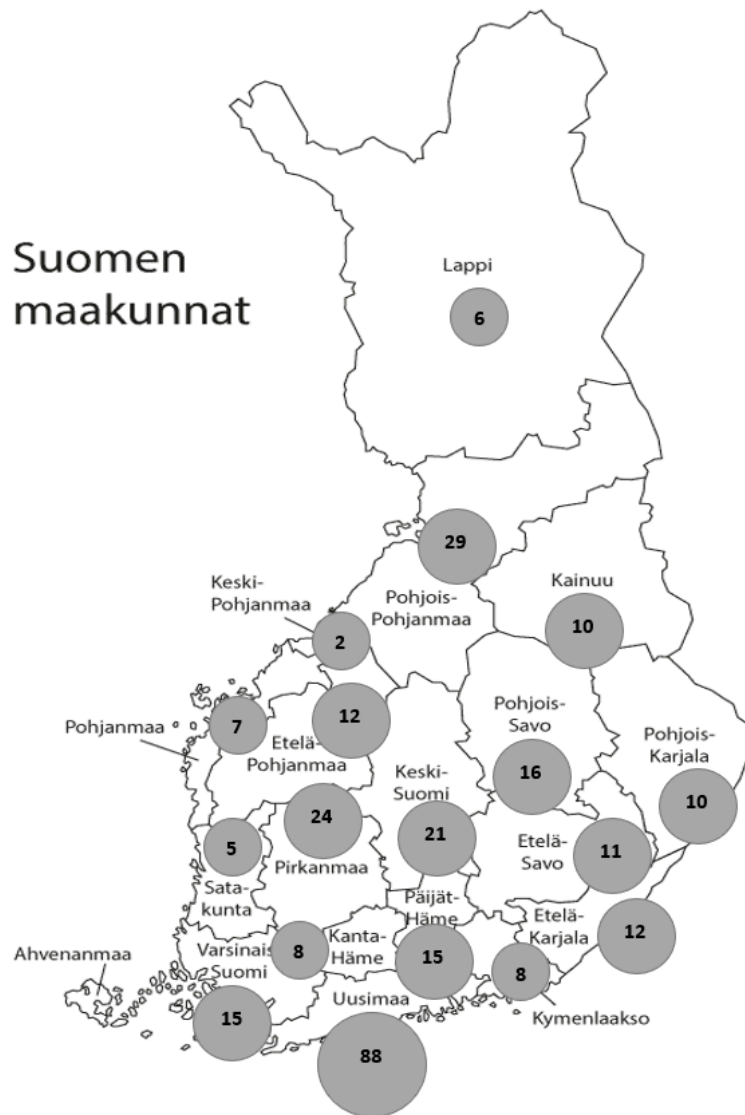 Suomen
maakunnat
Lappi
6
29
Keski-
Pohjanmaa
Pohjois-
Pohjanmaa
Kainuu
10
2
7
12
Pohjanmaa
Etelä-
Pohjanmaa
Pohjois-
Savo
Pohjois-
Karjala
Keski-
Suomi
16
10
24
21
5
Pirkanmaa
Etelä-
Savo
11
Sata-
kunta
Päijät-
Häme
Etelä-
Karjala
12
Ahvenanmaa
Varsinais
Suomi
8
Kanta-
Häme
15
8
Kymenlaakso
15
Uusimaa
88